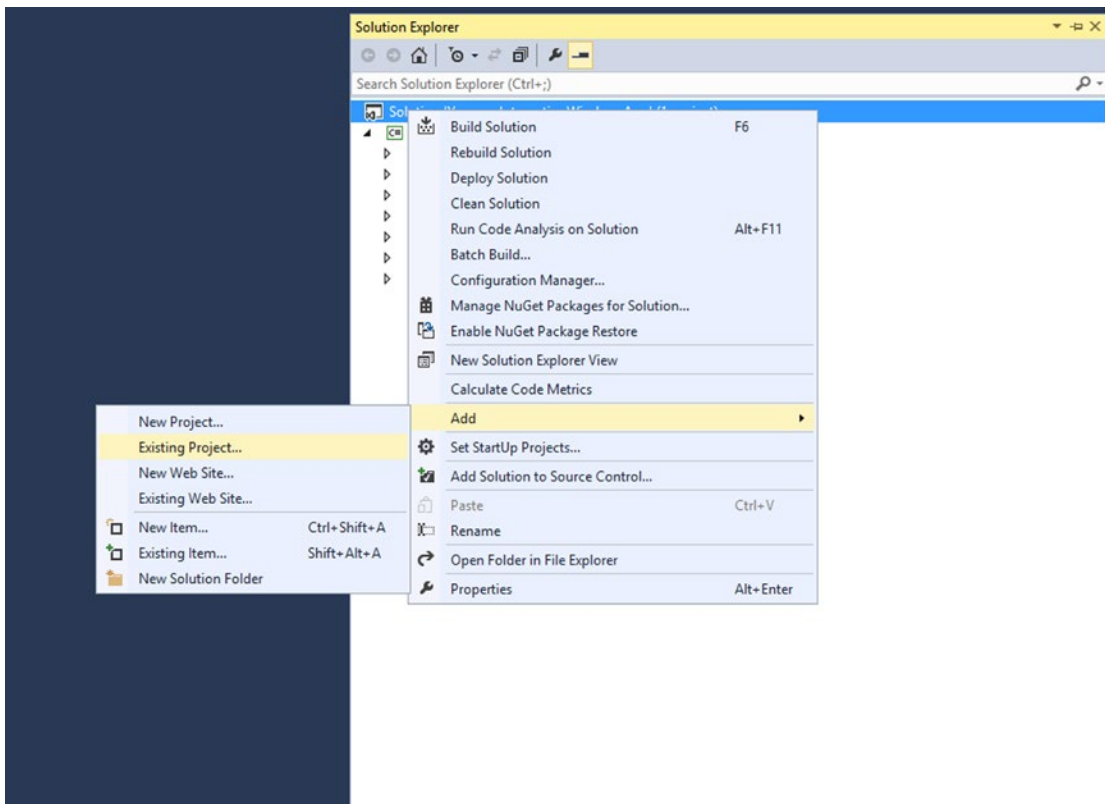 Solution Explorer
Search Solution Explorer (Ctrl+;)
Build Solution F6
Rebuild Solution
Deploy Solution
Clean Solution
Run Code Analysis on Solution Alt+F11
Batch Build...
Configuration Manager...
Manage NuGet Packages for Solution...
Enable NuGet Package Restore
New Solution Explorer View
Calculate Code Metrics
Add
Set StartUp Projects...
Add Solution to Source Control...
Paste Ctrl+V
Rename
Open Folder in File Explorer
Properties Alt+Enter
New Project...
Existing Project...
New Web Site...
Existing Web Site...
New Item... Ctrl+Shift+A
Existing Item... Shift+Alt+A
New Solution Folder